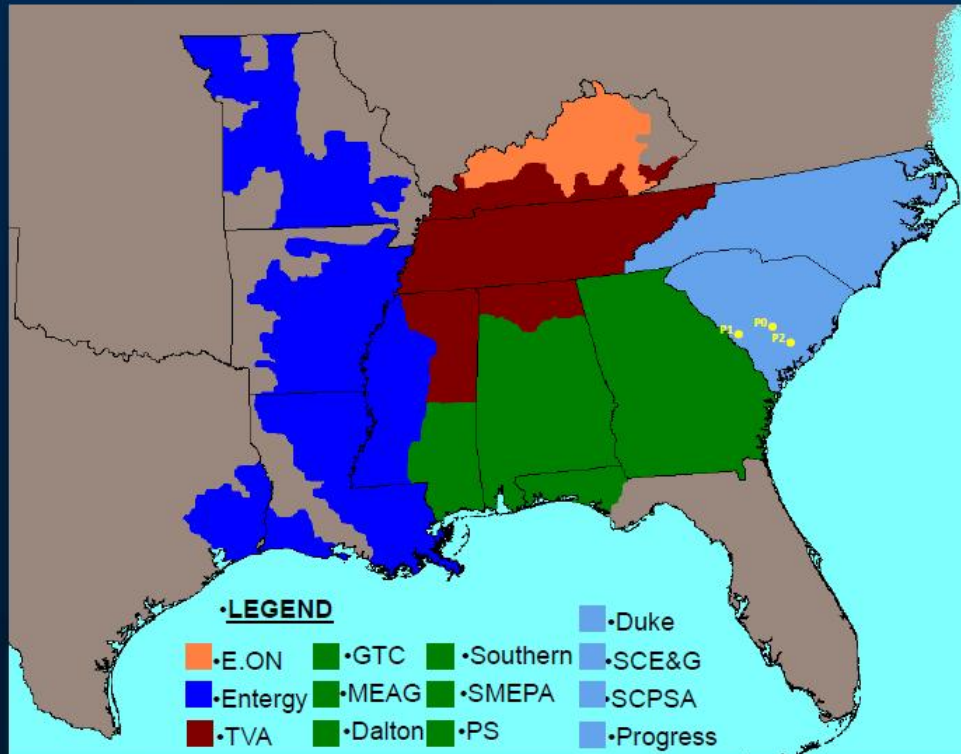 P1
P0
P2
•LEGEND
•E.ON
•Entergy
•TVA
•GTC
•MEAG
•Dalton
•Southern
•SMEPA
•PS
•Duke
•SCE&G
•SCPSA
•Progress